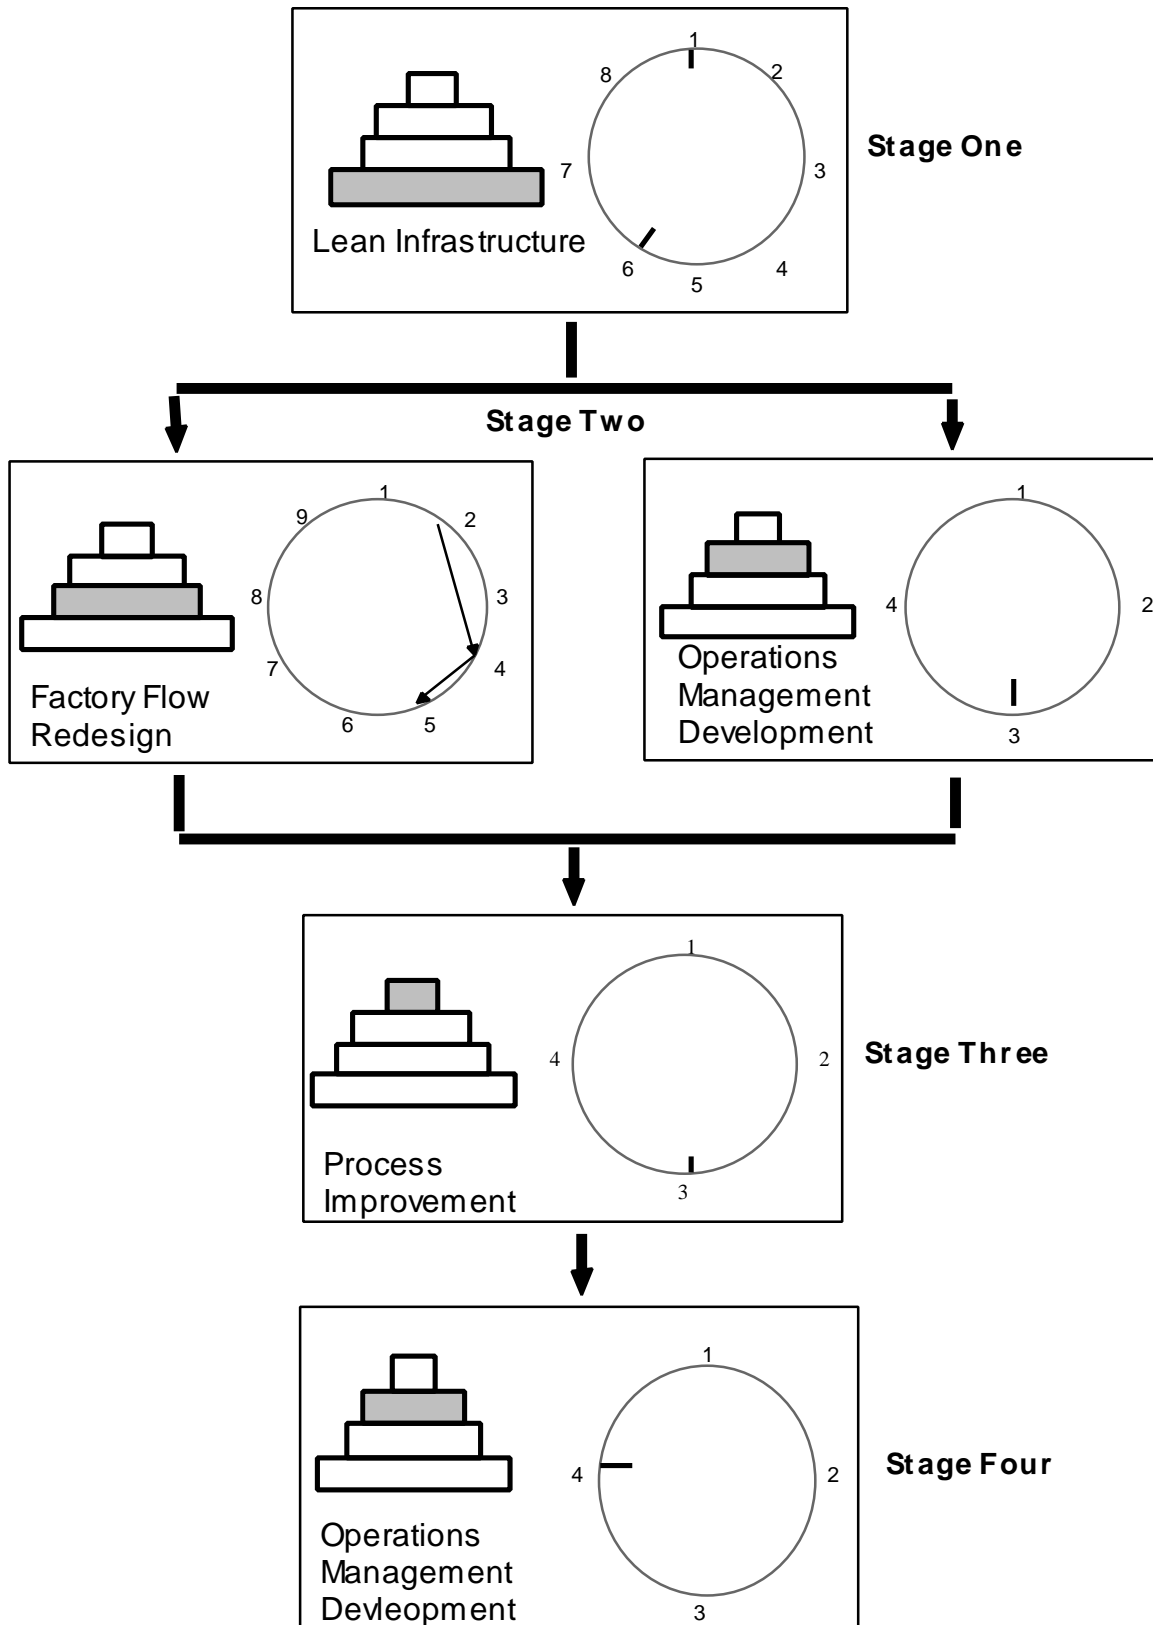 1
8
2
Stage One
7
3
Lean Infrastructure
6
4
5
Stage Two
1
9
2
8
3
7
4
6
5
Factory Flow
Redesign
1
4
2
Operations
Management
Development
3
1
4
2
Stage Three
Process
Improvement
3
1
4
2
Stage Four
Operations
Management
Devleopment
3